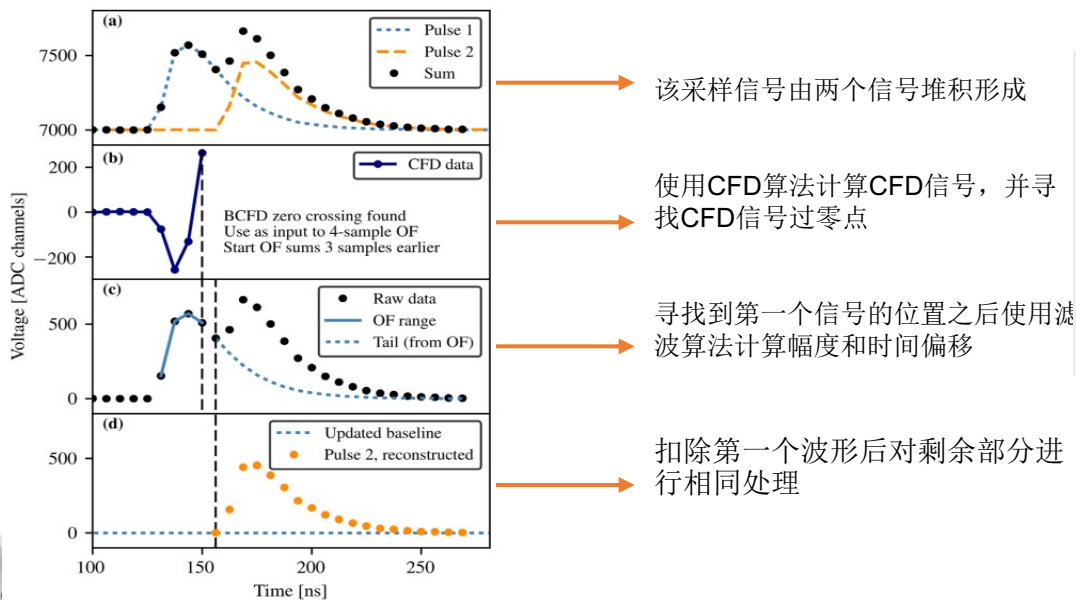 (a)
Pulse 1
Pulse 2
Sum
7500
7000
该采样信号由两个信号堆积形成
(b)
CFD data
200
0
−200
BCFD zero crossing found
Use as input to 4-sample OF
Start OF sums 3 samples earlier
使用CFD算法计算CFD信号，并寻
找CFD信号过零点
Voltage [ADC channels]
(c)
Raw data
OF range
Tail (from OF)
500
0
寻找到第一个信号的位置之后使用滤
波算法计算幅度和时间偏移
(d)
Updated baseline
Pulse 2, reconstructed
500
0
扣除第一个波形后对剩余部分进
行相同处理
100
150
200
250
Time [ns]